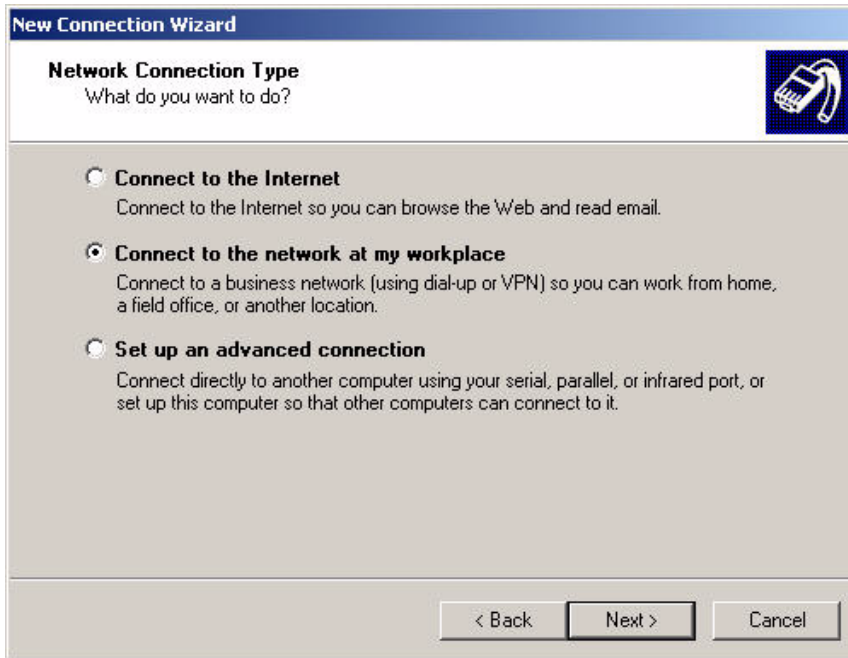 New Connection Wizard
Network Connection Type
What do you want to do?
Connect to the Internet
Connect to the Internet so you can browse the Web and read email.
Connect to the network at my workplace
Connect to a business network (using dial-up or VPN) so you can work from home,
a field office, or another location.
Set up an advanced connection
Connect directly to another computer using your serial, parallel, or infrared port, or
set up this computer so that other computers can connect to it.
< Back
Next >
Cancel